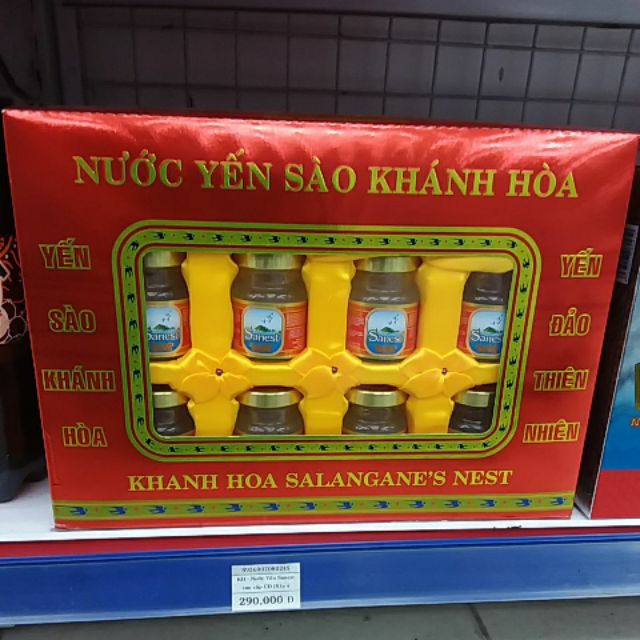 NƯỚC YẾN SÀO KHÁNH HÒA
YẾN
SÀO
KHÁNH
HÒA
YẾN
ĐẢO
THIÊN
NHIÊN
Sanest
Sanest
Sanest
KHANH HOA SALANGANE'S NEST
290,000 Đ